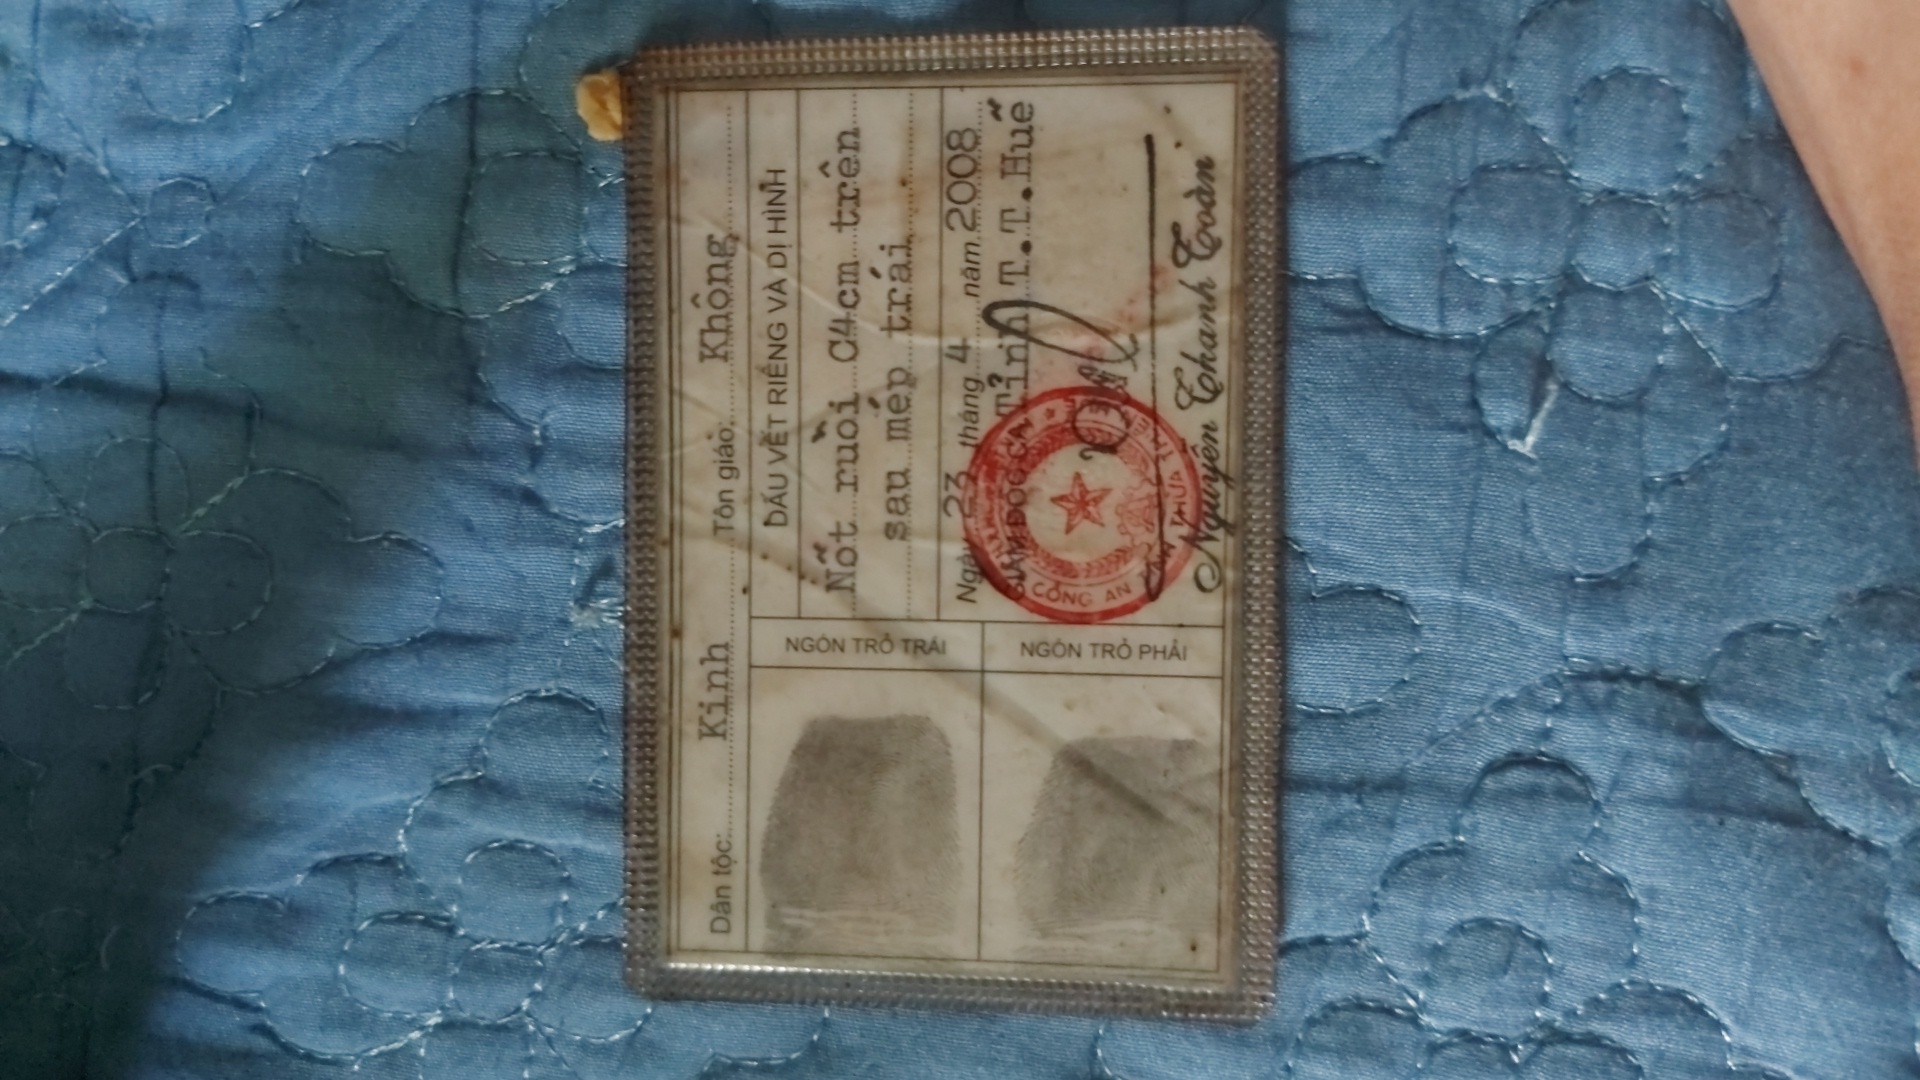 Dân tộc: Kinh Tôn giáo: Không
NGÓN TRỎ TRÁI
DẤU VẾT RIÊNG VÀ DỊ HÌNH
Nốt ruồi C4cm trên
sau mép trái
Ngày 23 tháng 4 năm 2008
GIÁM ĐỐC CA Tỉnh T.T.Huế
NGÓN TRỎ PHẢI
CÔNG AN TỈNH THỪA THIÊN HUẾ
Nguyễn Thanh Toàn